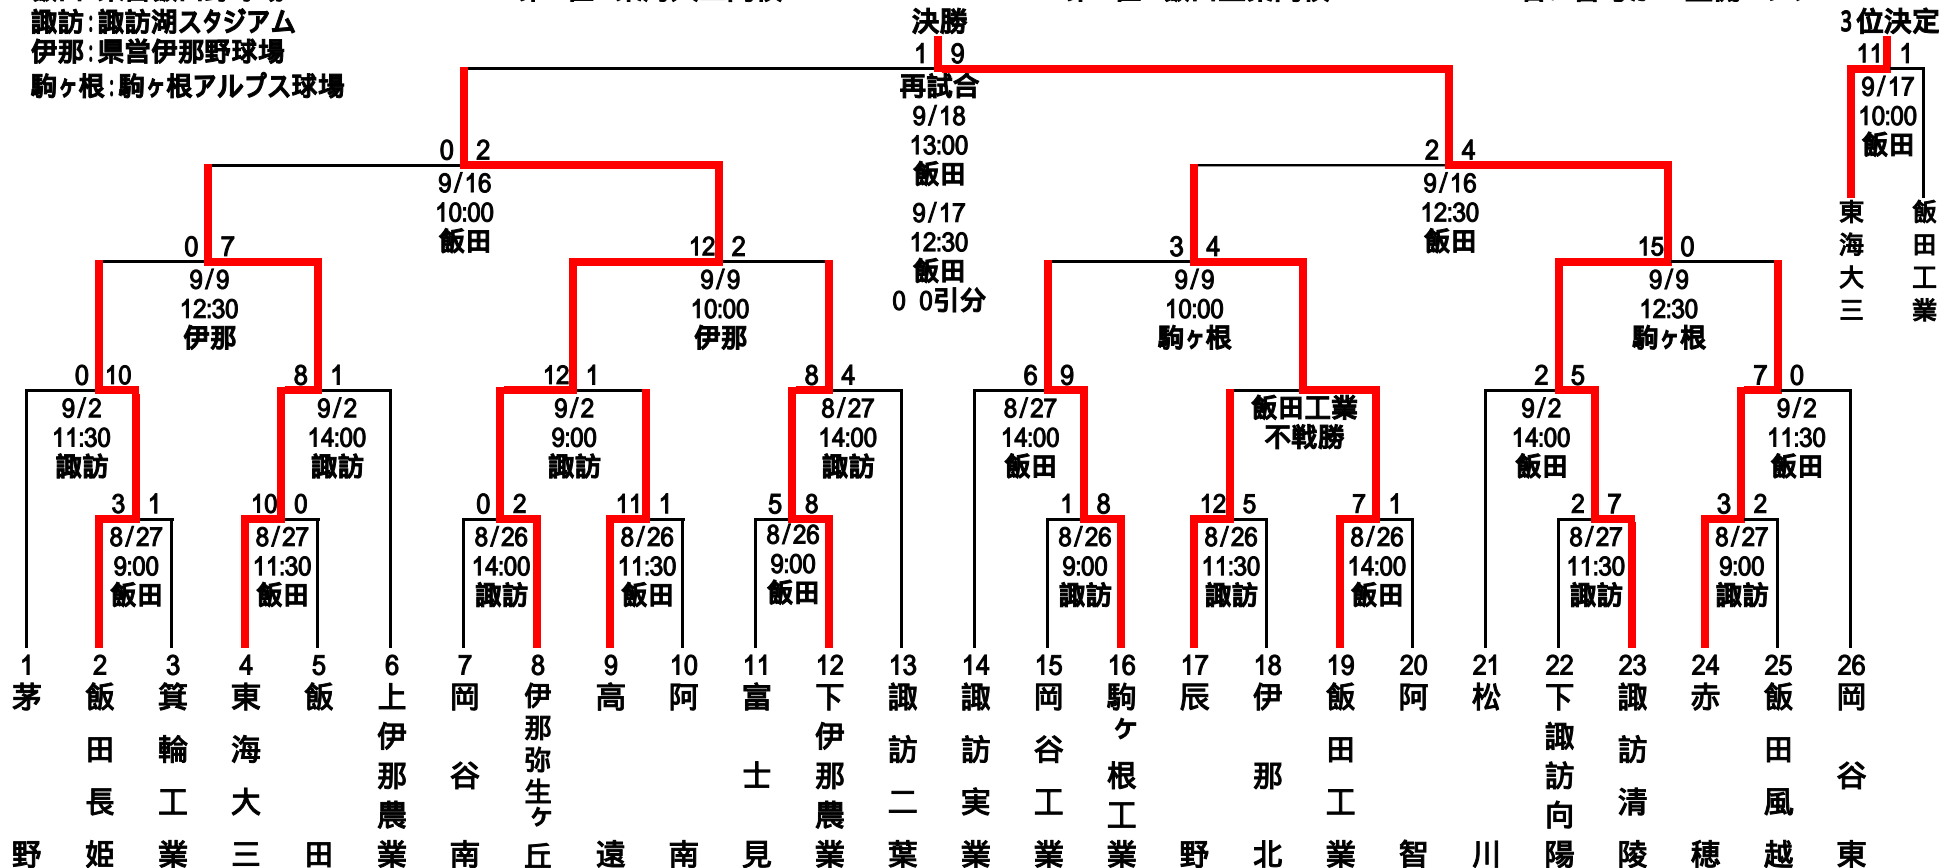 諏訪：諏訪湖スタジアム
伊那：県営伊那野球場
駒ヶ根：駒ヶ根アルプス球場
決勝
1 9
再試合
9/18
13:00
飯田
9/17
12:30
飯田
0 0引分
3位決定
11 1
9/17
10:00
飯田
東海大三
飯田工業
0 2
9/16
10:00
飯田
2 4
9/16
12:30
飯田
0 7
9/9
12:30
伊那
12 2
9/9
10:00
伊那
3 4
9/9
10:00
駒ヶ根
15 0
9/9
12:30
駒ヶ根
0 10
9/2
11:30
諏訪
8 1
9/2
14:00
諏訪
12 1
9/2
9:00
諏訪
8 4
8/27
14:00
諏訪
6 9
8/27
14:00
飯田
飯田工業
不戦勝
2 5
9/2
14:00
飯田
7 0
9/2
11:30
飯田
3 1
8/27
9:00
飯田
10 0
8/27
11:30
飯田
0 2
8/26
14:00
諏訪
11 1
8/26
11:30
飯田
5 8
8/26
9:00
飯田
1 8
8/26
9:00
諏訪
12 5
8/26
11:30
諏訪
7 1
8/26
14:00
飯田
2 7
8/27
11:30
諏訪
3 2
8/27
9:00
諏訪
1 茅野
2 飯田長姫
3 箕輪工業
4 東海大三
5 飯田
6 上伊那農業
7 岡谷南
8 伊那弥生ヶ丘
9 高遠
10 阿南
11 富士見
12 下伊那農業
13 諏訪二葉
14 諏訪実業
15 岡谷工業
16 駒ヶ根工業
17 辰野
18 伊那北
19 飯田工業
20 阿智
21 松川
22 下諏訪向陽
23 諏訪清陵
24 赤穂
25 飯田風越
26 岡谷東